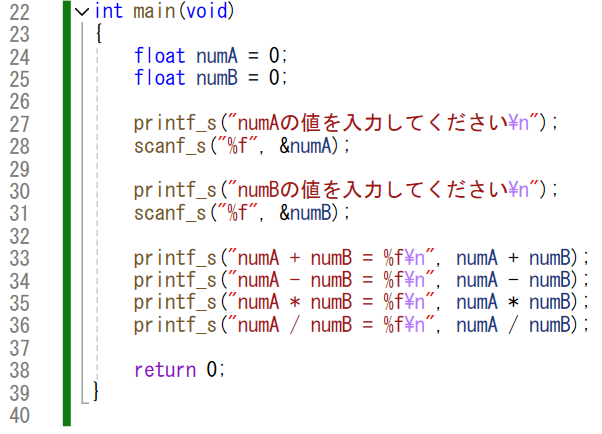 22 int main(void)
23 {
24 float numA = 0;
25 float numB = 0;
26
27 printf_s("numAの値を入力してください¥n");
28 scanf_s("%f", &numA);
29
30 printf_s("numBの値を入力してください¥n");
31 scanf_s("%f", &numB);
32
33 printf_s("numA + numB = %f¥n", numA + numB);
34 printf_s("numA - numB = %f¥n", numA - numB);
35 printf_s("numA * numB = %f¥n", numA * numB);
36 printf_s("numA / numB = %f¥n", numA / numB);
37
38 return 0;
39 }
40